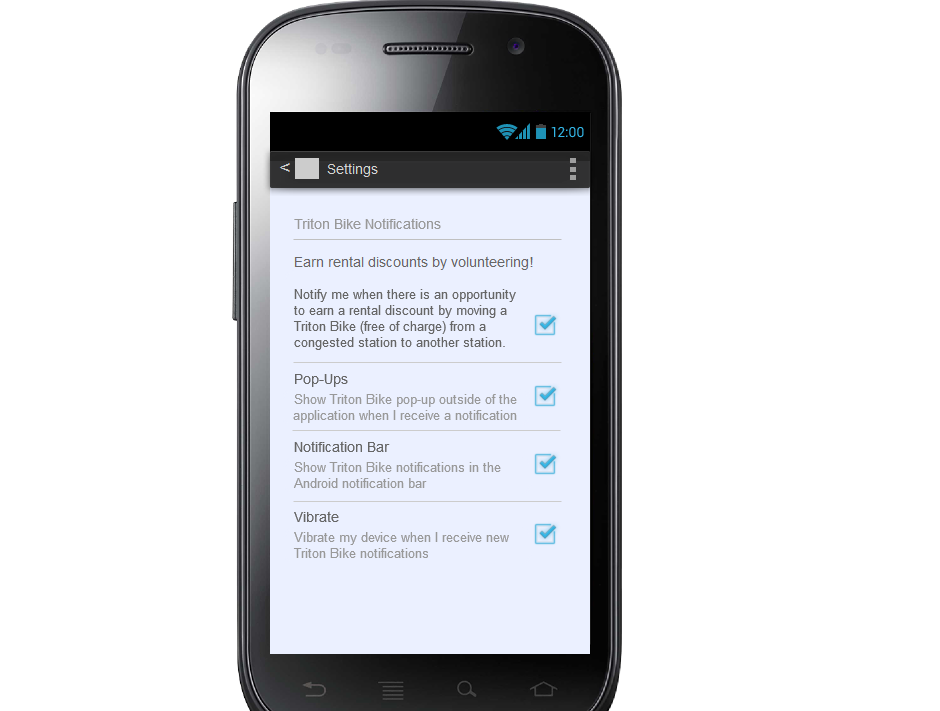 12:00
< Settings
Triton Bike Notifications
Earn rental discounts by volunteering!
Notify me when there is an opportunity
to earn a rental discount by moving a
Triton Bike (free of charge) from a
congested station to another station.
Pop-Ups
Show Triton Bike pop-up outside of the
application when I receive a notification
Notification Bar
Show Triton Bike notifications in the
Android notification bar
Vibrate
Vibrate my device when I receive new
Triton Bike notifications